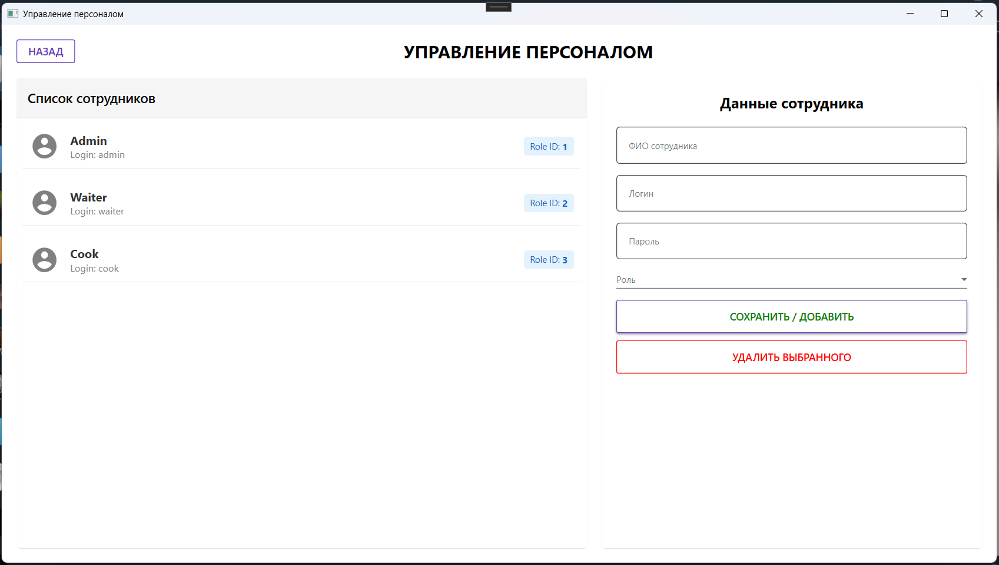 Управление персоналом
НАЗАД
УПРАВЛЕНИЕ ПЕРСОНАЛОМ
Список сотрудников
Admin
Login: admin
Role ID: 1
Waiter
Login: waiter
Role ID: 2
Cook
Login: cook
Role ID: 3
Данные сотрудника
ФИО сотрудника
Логин
Пароль
Роль
СОХРАНИТЬ / ДОБАВИТЬ
УДАЛИТЬ ВЫБРАННОГО